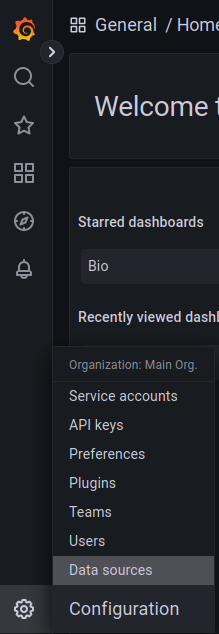 General / Home
Welcome t
Starred dashboards
Bio
Recently viewed dash
Organization: Main Org.
Service accounts
API keys
Preferences
Plugins
Teams
Users
Data sources
Configuration